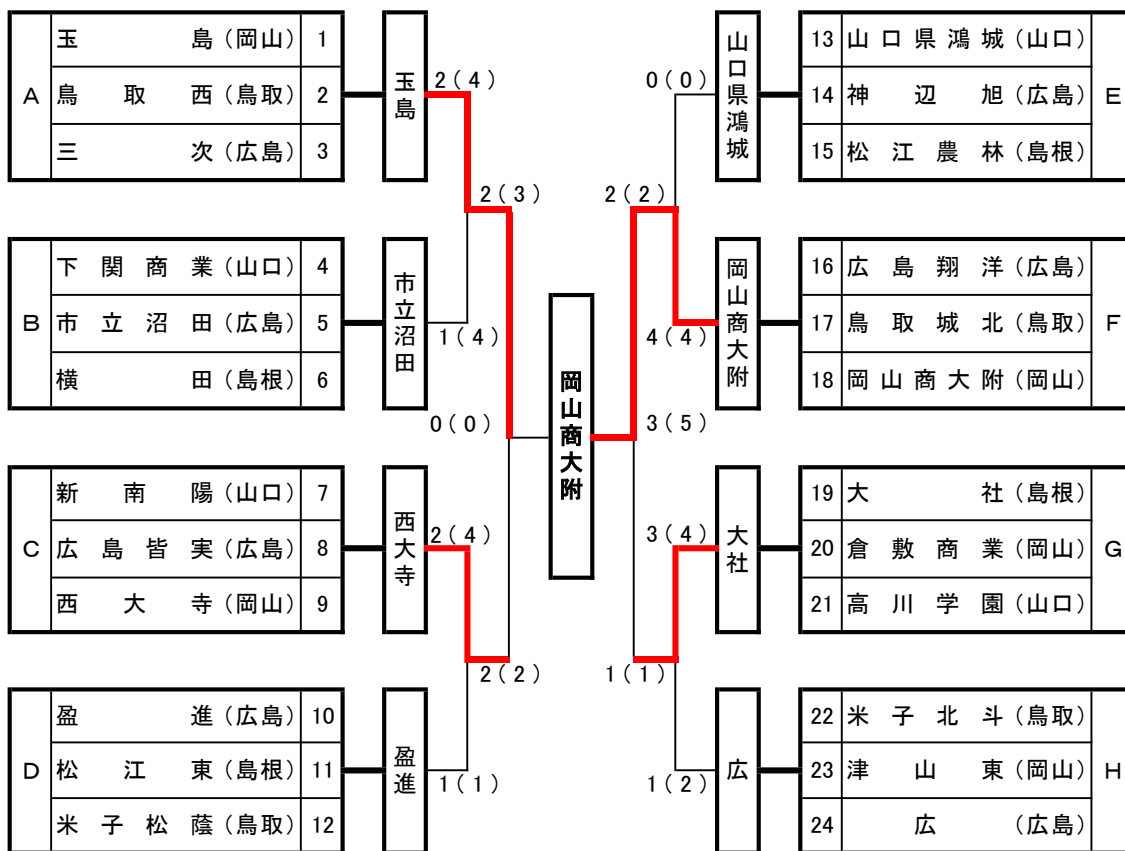 A
玉島(岡山) 1
鳥取西(鳥取) 2
三次(広島) 3
玉島
2(4)
B
下関商業(山口) 4
市立沼田(広島) 5
横田(島根) 6
市立沼田
1(4)
2(3)
C
新南陽(山口) 7
広島皆実(広島) 8
西大寺(岡山) 9
西大寺
2(4)
D
盈進(広島) 10
松江東(島根) 11
米子松蔭(鳥取) 12
盈進
1(1)
2(2)
0(0)
岡山商大附
3(5)
0(0)
山口県鴻城
13 山口県鴻城(山口)
14 神辺旭(広島)
15 松江農林(島根)
E
2(2)
4(4)
岡山商大附
16 広島翔洋(広島)
17 鳥取城北(鳥取)
18 岡山商大附(岡山)
F
3(4)
大社
19 大社(島根)
20 倉敷商業(岡山)
21 高川学園(山口)
G
1(1)
1(2)
広
22 米子北斗(鳥取)
23 津山東(岡山)
24 広(広島)
H